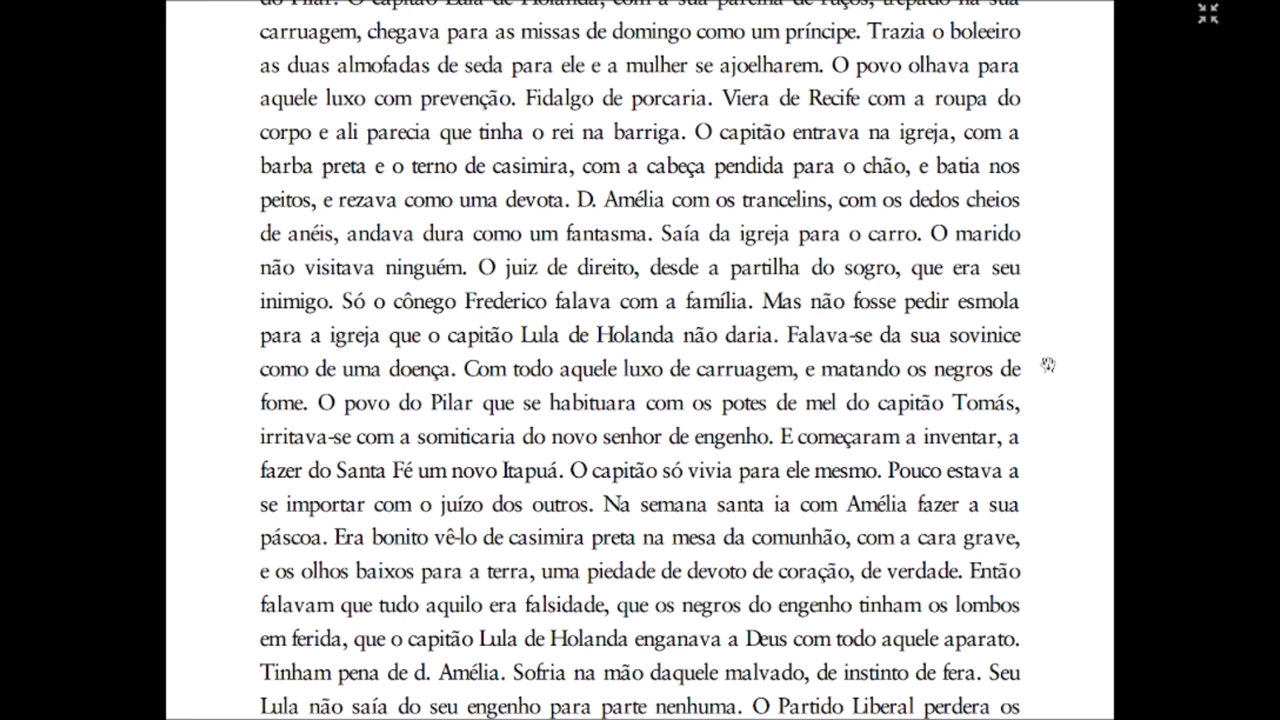 do Pilar. O capitão Lula de Holanda, com a sua parelha de ruços, trepado na sua
carruagem, chegava para as missas de domingo como um príncipe. Trazia o boleeiro
as duas almofadas de seda para ele e a mulher se ajoelharem. O povo olhava para
aquele luxo com prevenção. Fidalgo de porcaria. Viera de Recife com a roupa do
corpo e ali parecia que tinha o rei na barriga. O capitão entrava na igreja, com a
barba preta e o terno de casimira, com a cabeça pendida para o chão, e batia nos
peitos, e rezava como uma devota. D. Amélia com os trancelins, com os dedos cheios
de anéis, andava dura como um fantasma. Saía da igreja para o carro. O marido
não visitava ninguém. O juiz de direito, desde a partilha do sogro, que era seu
inimigo. Só o cônego Frederico falava com a família. Mas não fosse pedir esmola
para a igreja que o capitão Lula de Holanda não daria. Falava-se da sua sovinice
como de uma doença. Com todo aquele luxo de carruagem, e matando os negros de
fome. O povo do Pilar que se habituara com os potes de mel do capitão Tomás,
irritava-se com a somiticaria do novo senhor de engenho. E começaram a inventar, a
fazer do Santa Fé um novo Itapuá. O capitão só vivia para ele mesmo. Pouco estava a
se importar com o juízo dos outros. Na semana santa ia com Amélia fazer a sua
páscoa. Era bonito vê-lo de casimira preta na mesa da comunhão, com a cara grave,
e os olhos baixos para a terra, uma piedade de devoto de coração, de verdade. Então
falavam que tudo aquilo era falsidade, que os negros do engenho tinham os lombos
em ferida, que o capitão Lula de Holanda enganava a Deus com todo aquele aparato.
Tinham pena de d. Amélia. Sofria na mão daquele malvado, de instinto de fera. Seu
Lula não saía do seu engenho para parte nenhuma. O Partido Liberal perdera os